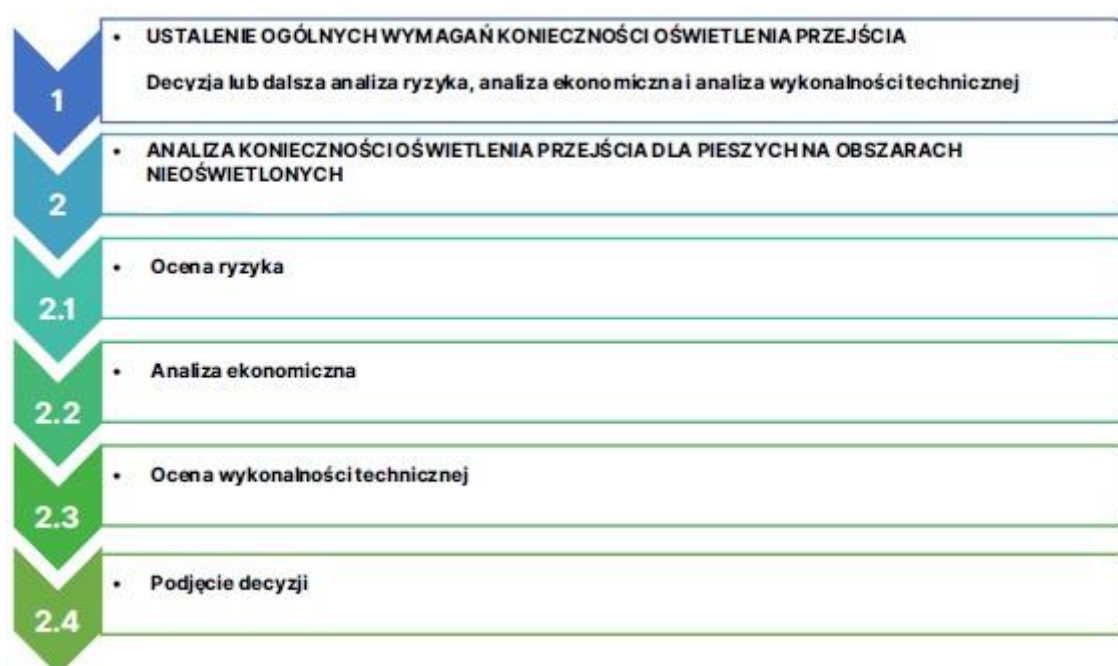 1
• USTALENIE OGÓLNYCH WYMAGAŃ KONIECZNOŚCI OŚWIETLENIA PRZEJŚCIA
Decyzja lub dalsza analiza ryzyka, analiza ekonomiczna i analiza wykonalności technicznej
2
• ANALIZA KONIECZNOŚCI OŚWIETLENIA PRZEJŚCIA DLA PIESZYCH NA OBSZARACH
NIEOŚWIETLONYCH
2.1
• Ocena ryzyka
2.2
• Analiza ekonomiczna
2.3
• Ocena wykonalności technicznej
2.4
• Podjęcie decyzji